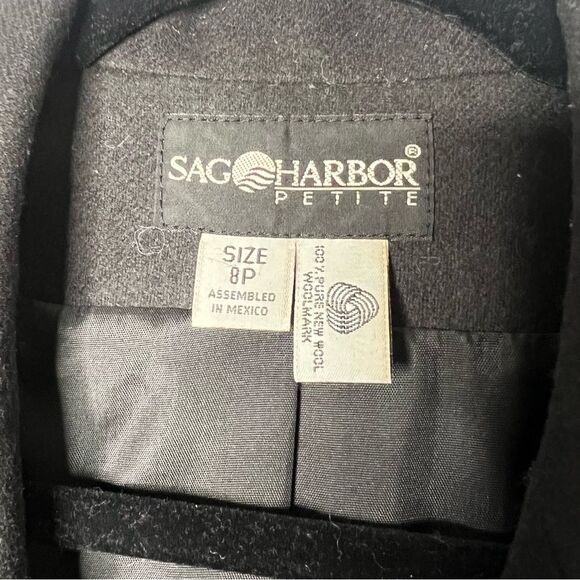 SAG HARBOR®
PETITE
SIZE
8P
ASSEMBLED
IN MEXICO
100% PURE NEW WOOL
WOOLMARK